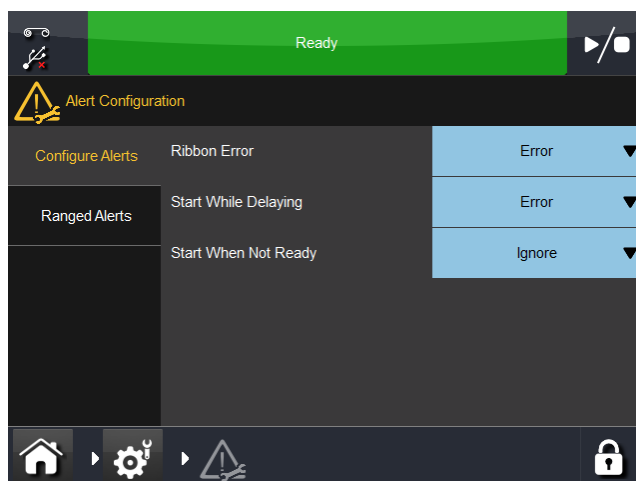 Ready
Alert Configuration
Configure Alerts
Ribbon Error
Error
Ranged Alerts
Start While Delaying
Error
Start When Not Ready
Ignore